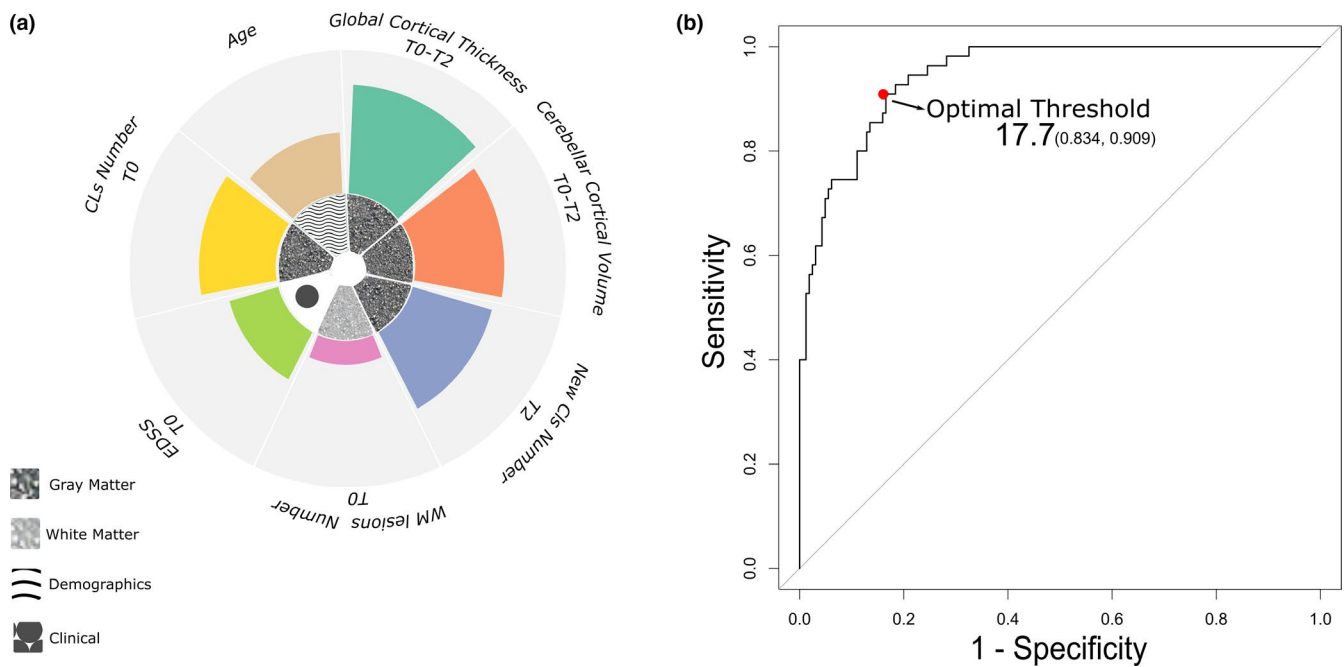 (a)
Age
Global Cortical Thickness
T0-T2
Cerebellar Cortical Volume
T0-T2
New Cls Number
T2
WM lesions Number
T0
EDSS
T0
CLs Number
T0
Gray Matter
White Matter
Demographics
Clinical
(b)
Sensitivity
1.0
0.8
0.6
0.4
0.2
0.0
Optimal Threshold
17.7(0.834, 0.909)
0.0 0.2 0.4 0.6 0.8 1.0
1 - Specificity